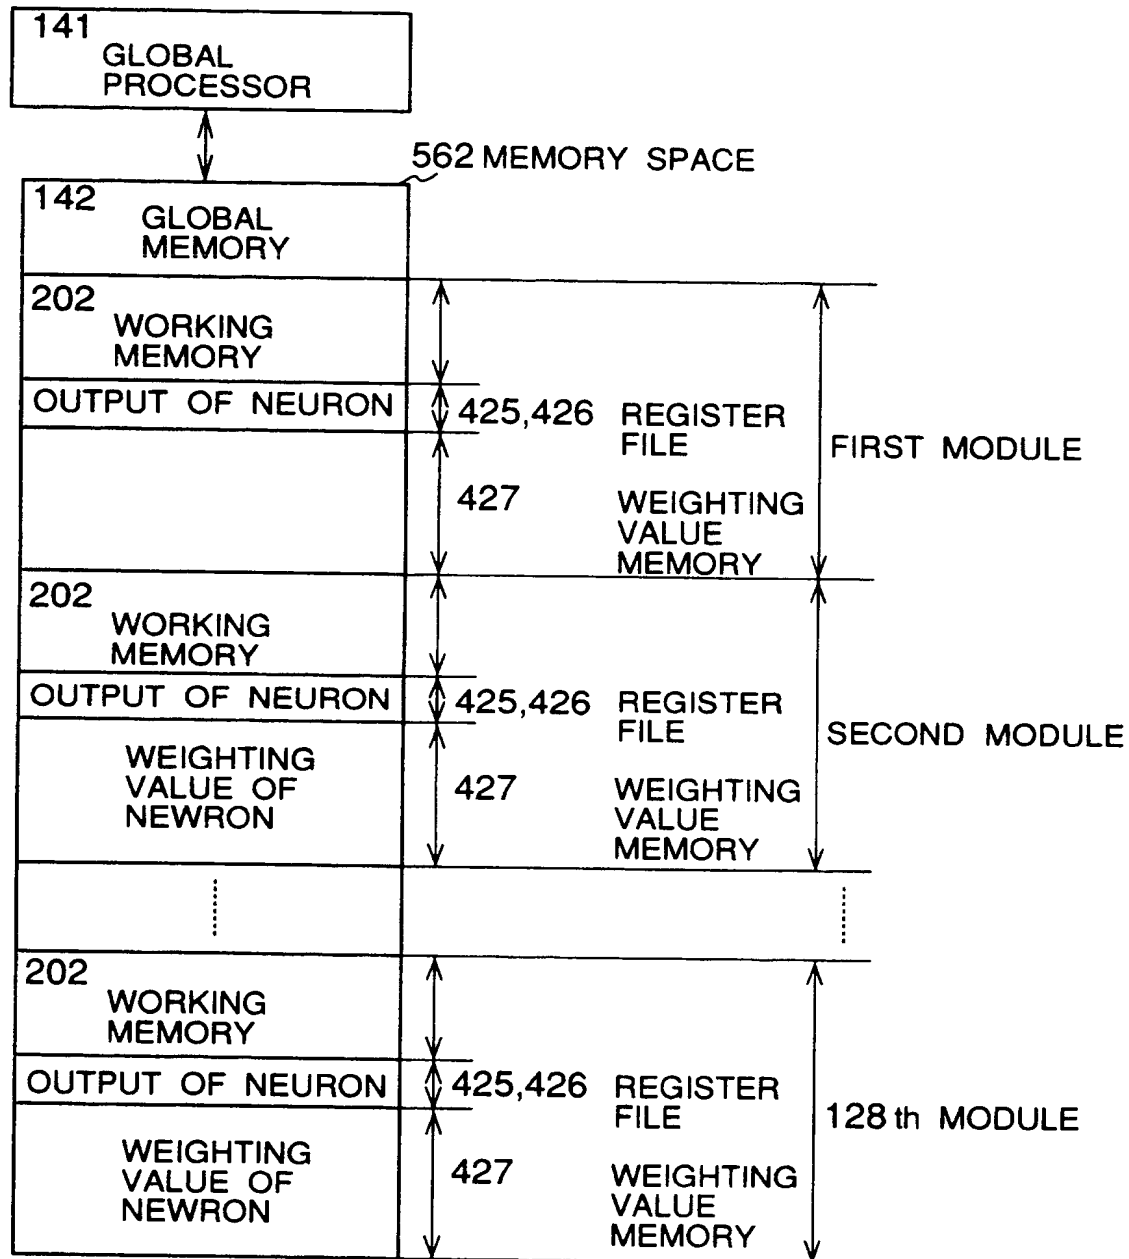 141
GLOBAL
PROCESSOR
562 MEMORY SPACE
142
GLOBAL
MEMORY
202
WORKING
MEMORY
OUTPUT OF NEURON
425,426 REGISTER
FILE
FIRST MODULE
427 WEIGHTING
VALUE
MEMORY
202
WORKING
MEMORY
OUTPUT OF NEURON
425,426 REGISTER
FILE
SECOND MODULE
WEIGHTING
VALUE OF
NEWRON
427 WEIGHTING
VALUE
MEMORY
202
WORKING
MEMORY
OUTPUT OF NEURON
425,426 REGISTER
FILE
128 th MODULE
WEIGHTING
VALUE OF
NEWRON
427 WEIGHTING
VALUE
MEMORY